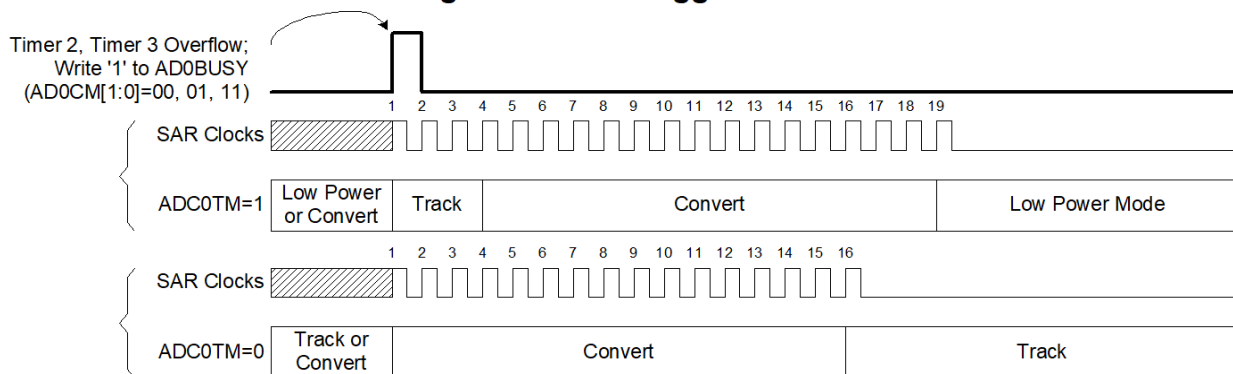 Timer 2, Timer 3 Overflow;
Write '1' to AD0BUSY
(AD0CM[1:0]=00, 01, 11)
1 2 3 4 5 6 7 8 9 10 11 12 13 14 15 16 17 18 19
SAR Clocks
ADC0TM=1
Low Power
or Convert
Track
Convert
Low Power Mode
1 2 3 4 5 6 7 8 9 10 11 12 13 14 15 16
SAR Clocks
ADC0TM=0
Track or
Convert
Convert
Track